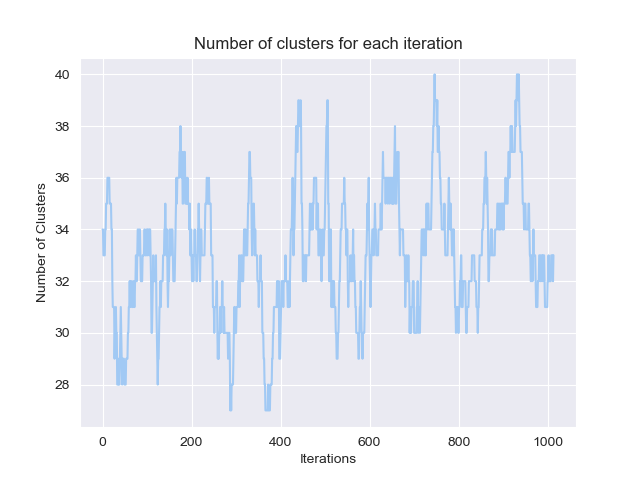 Number of clusters for each iteration
40
38
36
34
32
30
28
Number of Clusters
0 200 400 600 800 1000
Iterations